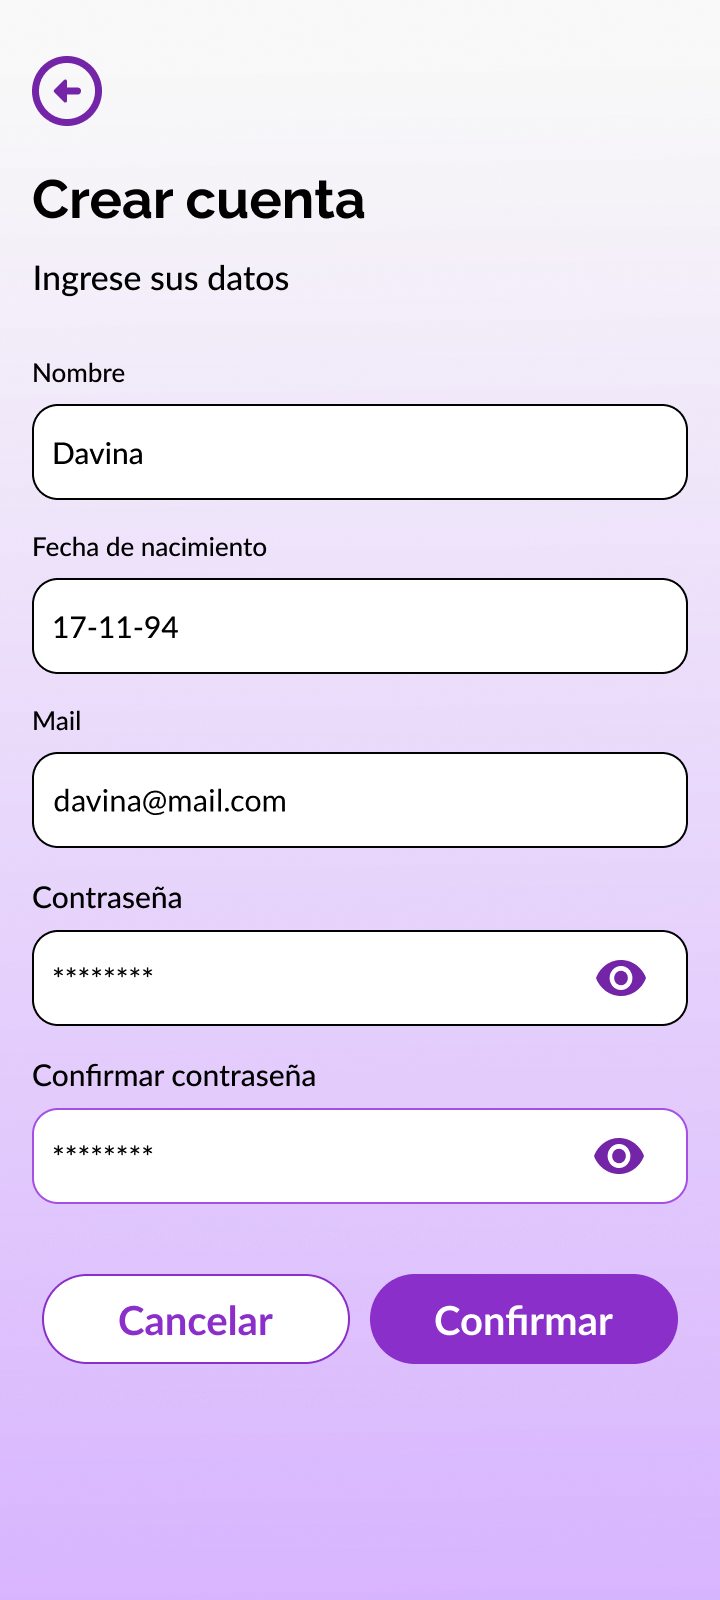 Crear cuenta
Ingrese sus datos
Nombre
Davina
Fecha de nacimiento
17-11-94
Mail
davina@mail.com
Contraseña
********
Confirmar contraseña
********
Cancelar
Confirmar